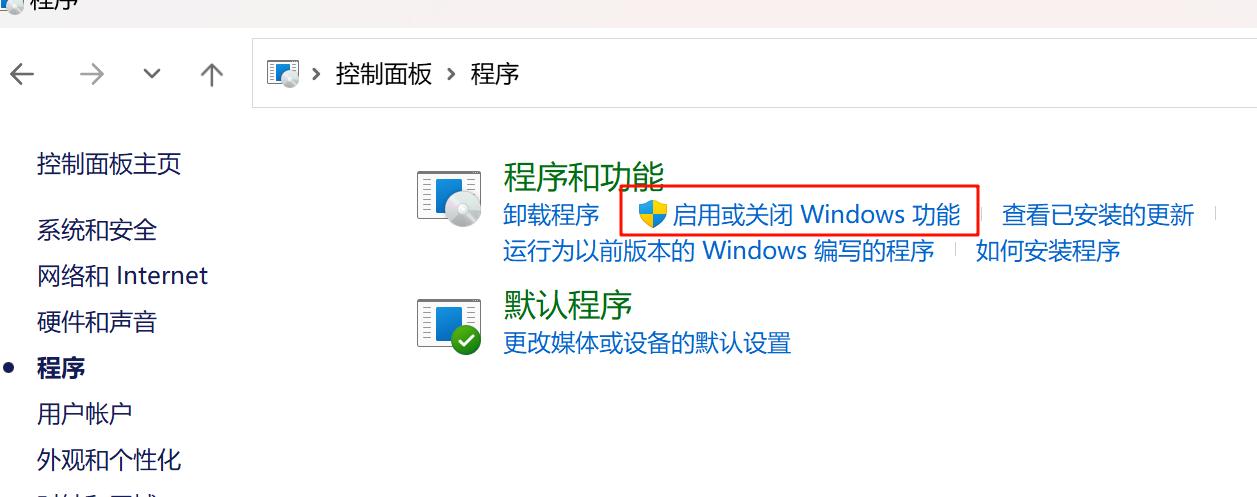 程序
控制面板 程序
控制面板主页
系统和安全
网络和 Internet
硬件和声音
程序
用户帐户
外观和个性化
程序和功能
卸载程序 启用或关闭 Windows 功能 查看已安装的更新
运行为以前版本的 Windows 编写的程序 如何安装程序
默认程序
更改媒体或设备的默认设置